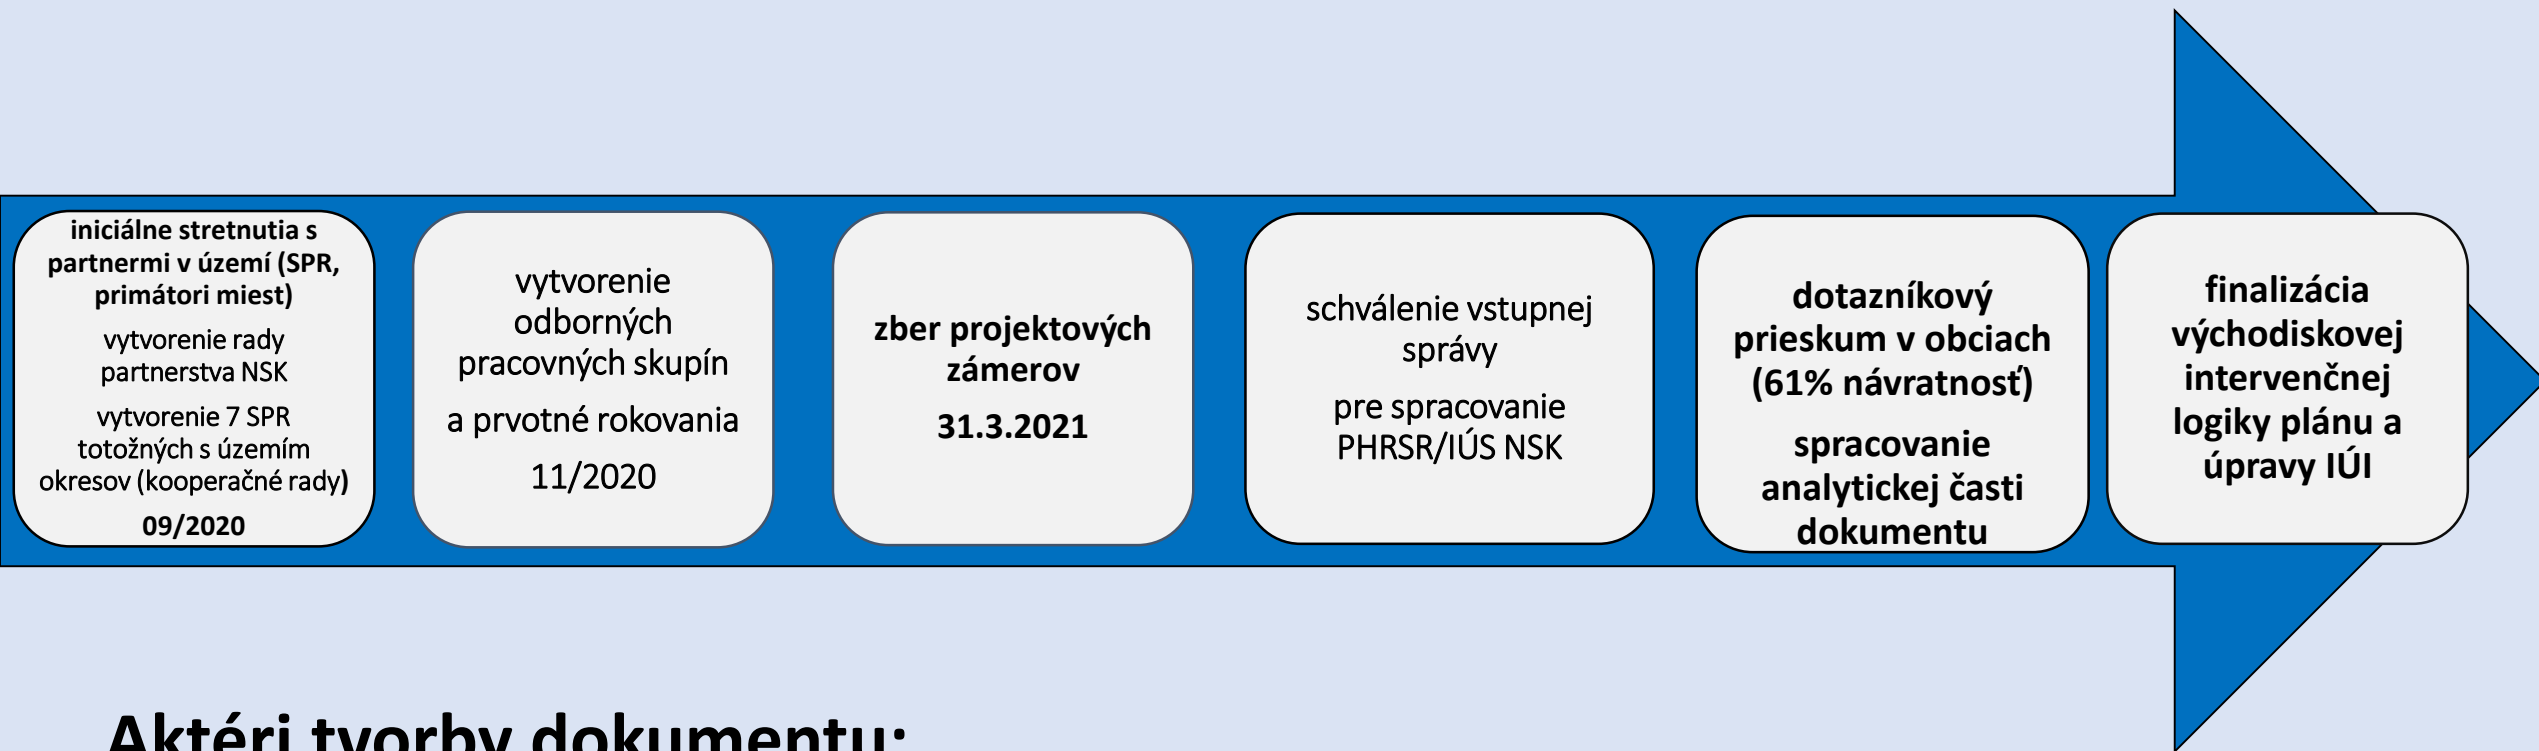 iniciálne stretnutia s
partnermi v území (SPR,
primátori miest)
vytvorenie rady
partnerstva NSK
vytvorenie 7 SPR
totožných s územím
okresov (kooperačné rady)
09/2020
vytvorenie
odborných
pracovných skupín
a prvotné rokovania
11/2020
zber projektových
zámerov
31.3.2021
schválenie vstupnej
správy
pre spracovanie
PHRSR/IÚS NSK
dotazníkový
prieskum v obciach
(61% návratnosť)
spracovanie
analytickej časti
dokumentu
finalizácia
východiskovej
intervenčnej
logiky plánu a
úpravy IÚI
Aktéri tvorby dokumentu: